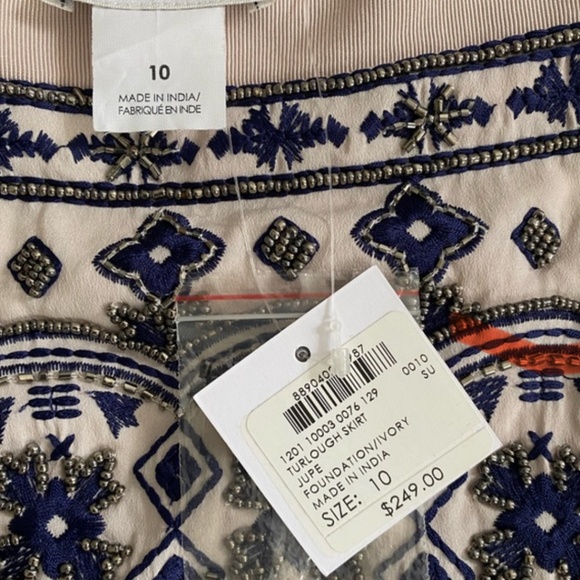 10
MADE IN INDIA/
FABRIQUÉ EN INDE
1201 10003 0076 129
TURLOUGH SKIRT
JUPE
FOUNDATION/IVORY
MADE IN INDIA
SIZE: 10
$249.00
0010
SU